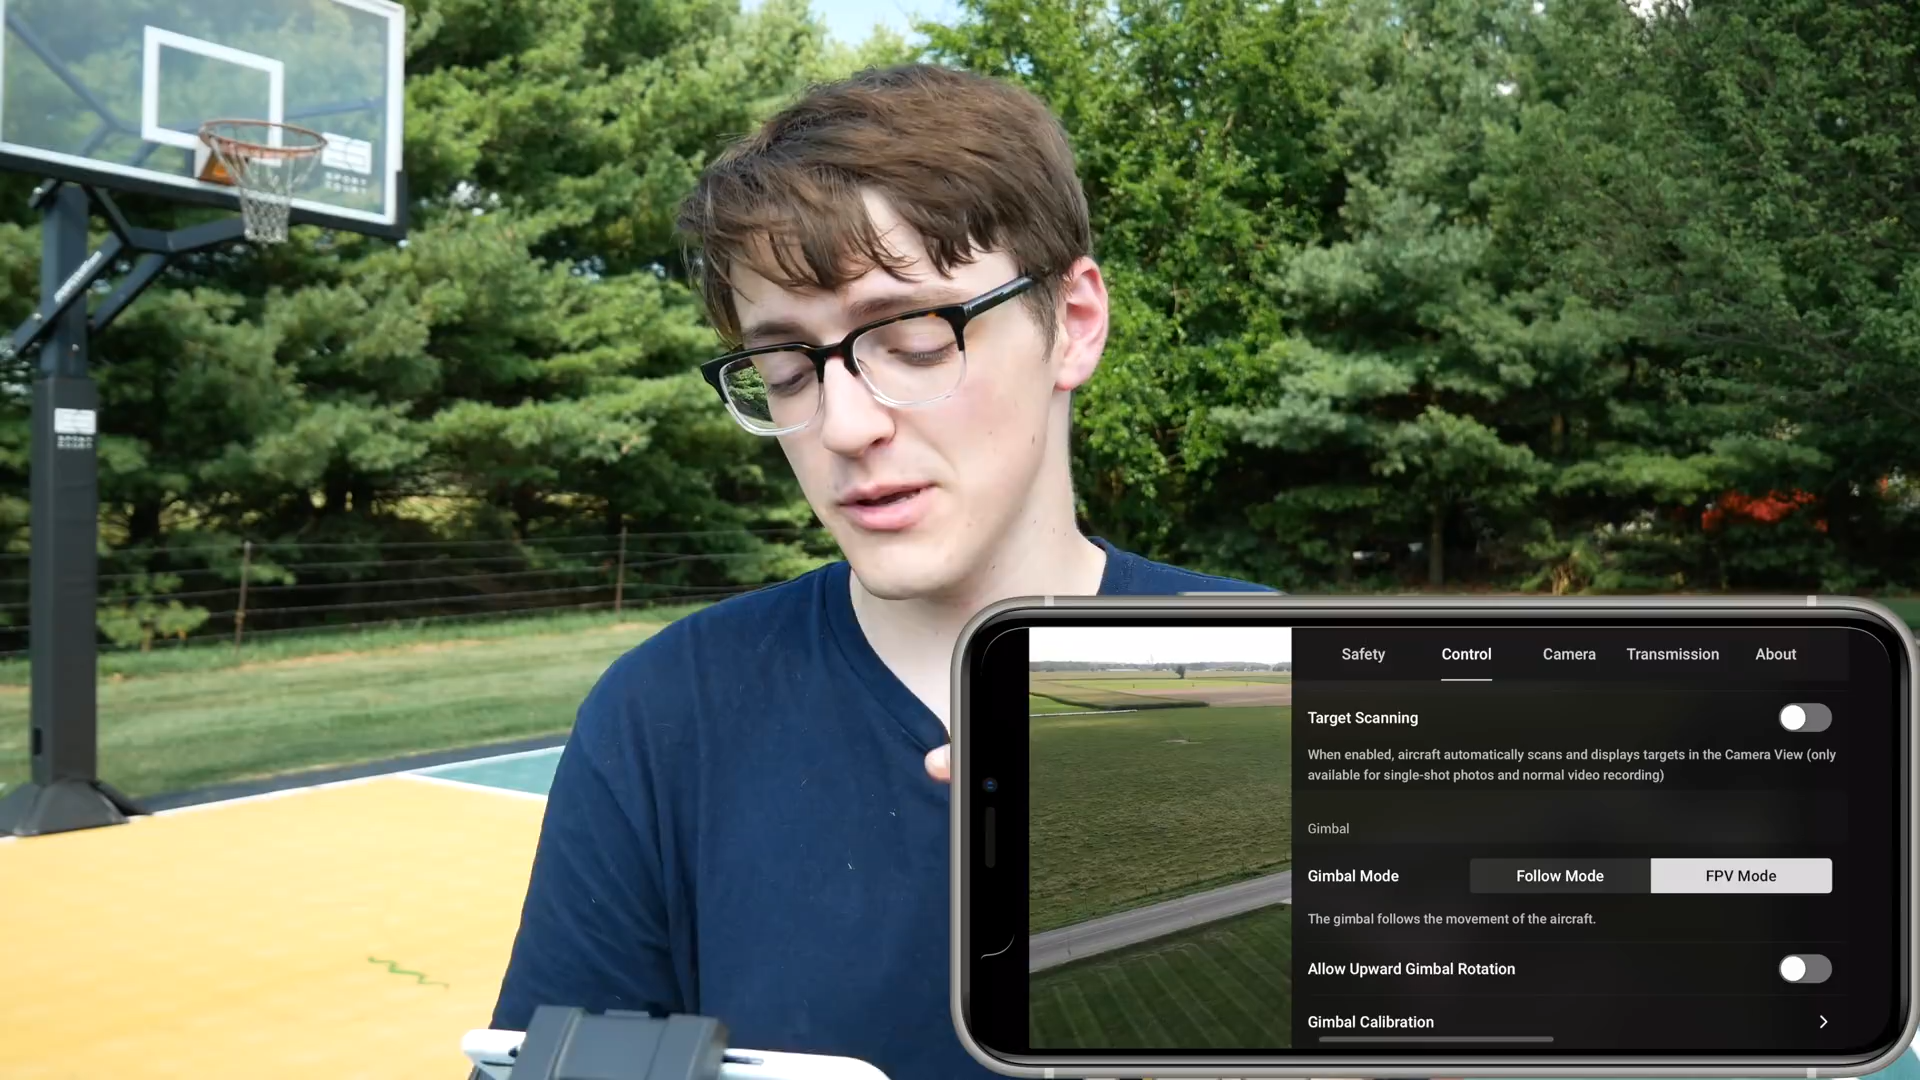 SPORT
COURT
Safety Control Camera Transmission About
Target Scanning
When enabled, aircraft automatically scans and displays targets in the Camera View (only
available for single-shot photos and normal video recording)
Gimbal
Gimbal Mode Follow Mode FPV Mode
The gimbal follows the movement of the aircraft.
Allow Upward Gimbal Rotation
Gimbal Calibration